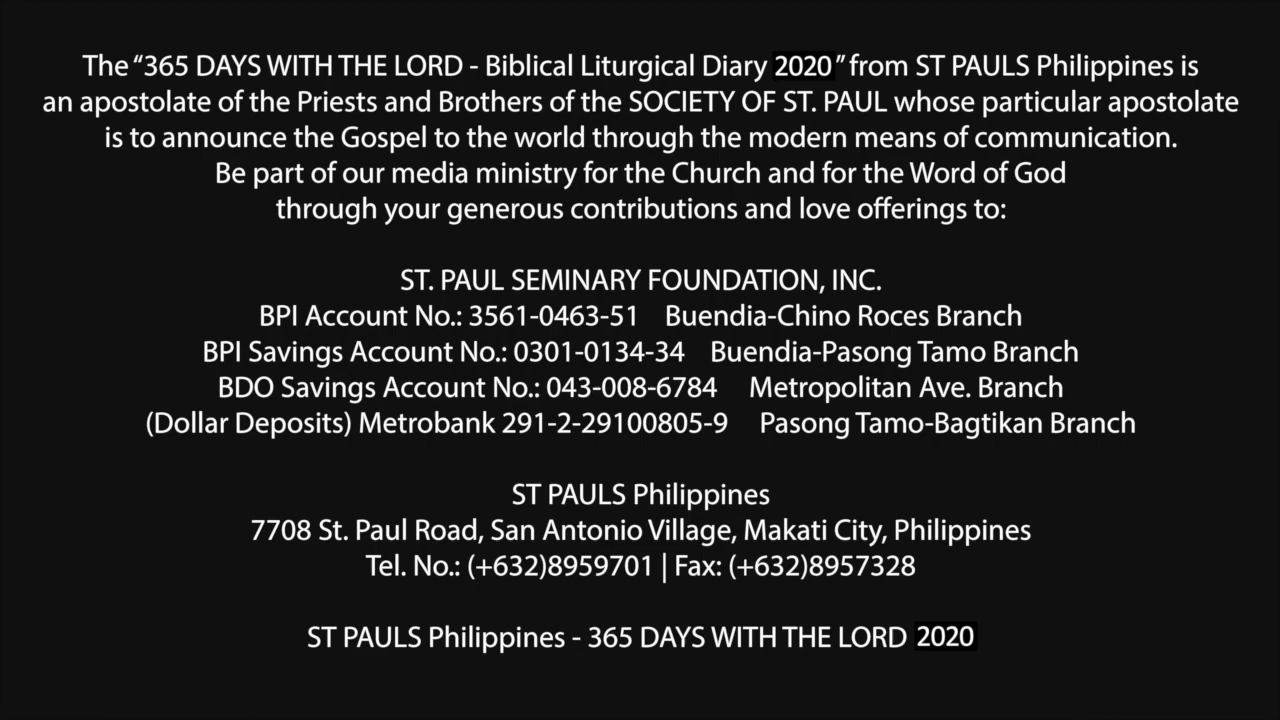 The “365 DAYS WITH THE LORD - Biblical Liturgical Diary 2020” from ST PAULS Philippines is
an apostolate of the Priests and Brothers of the SOCIETY OF ST. PAUL whose particular apostolate
is to announce the Gospel to the world through the modern means of communication.
Be part of our media ministry for the Church and for the Word of God
through your generous contributions and love offerings to:
ST. PAUL SEMINARY FOUNDATION, INC.
BPI Account No.: 3561-0463-51 Buendia-Chino Roces Branch
BPI Savings Account No.: 0301-0134-34 Buendia-Pasong Tamo Branch
BDO Savings Account No.: 043-008-6784 Metropolitan Ave. Branch
(Dollar Deposits) Metrobank 291-2-29100805-9 Pasong Tamo-Bagtikan Branch
ST PAULS Philippines
7708 St. Paul Road, San Antonio Village, Makati City, Philippines
Tel. No.: (+632)8959701 | Fax: (+632)8957328
ST PAULS Philippines - 365 DAYS WITH THE LORD 2020